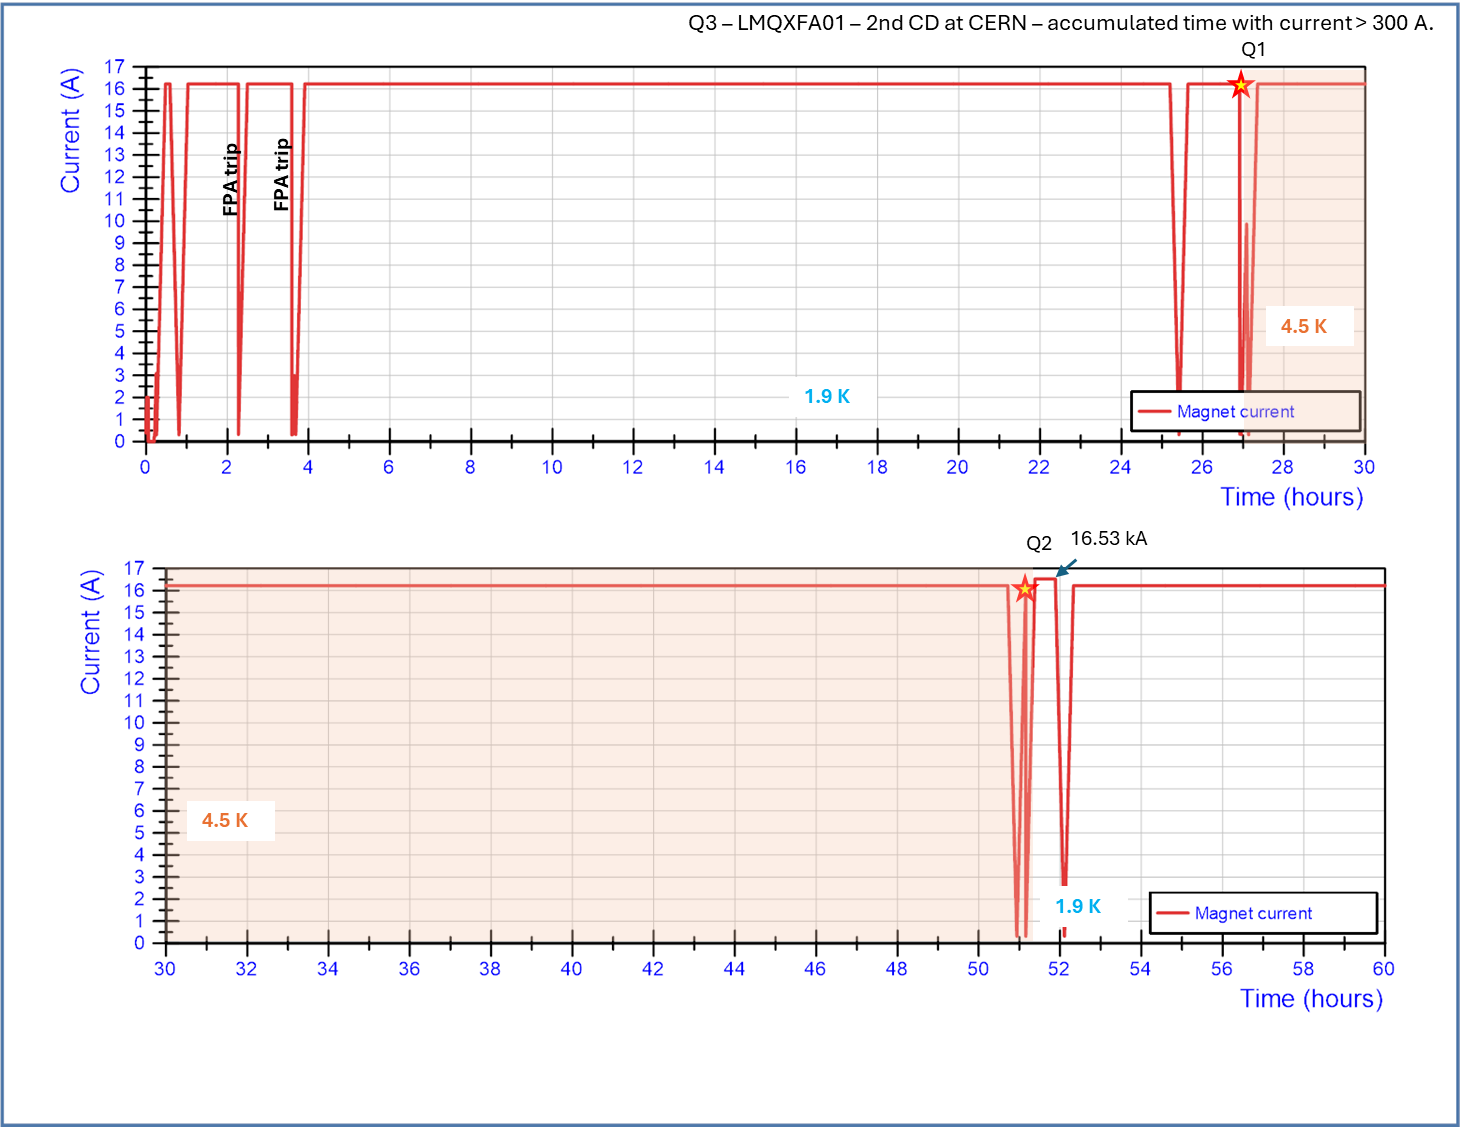 Q3 – LMQXFA01 – 2nd CD at CERN – accumulated time with current > 300 A.
Q1
Current (A)
17
16
15
14
13
12
11
10
9
8
7
6
5
4
3
2
1
0
FPA trip
FPA trip
4.5 K
1.9 K
Magnet current
0 2 4 6 8 10 12 14 16 18 20 22 24 26 28 30
Time (hours)
Q2
16.53 kA
Current (A)
17
16
15
14
13
12
11
10
9
8
7
6
5
4
3
2
1
0
4.5 K
1.9 K
Magnet current
30 32 34 36 38 40 42 44 46 48 50 52 54 56 58 60
Time (hours)